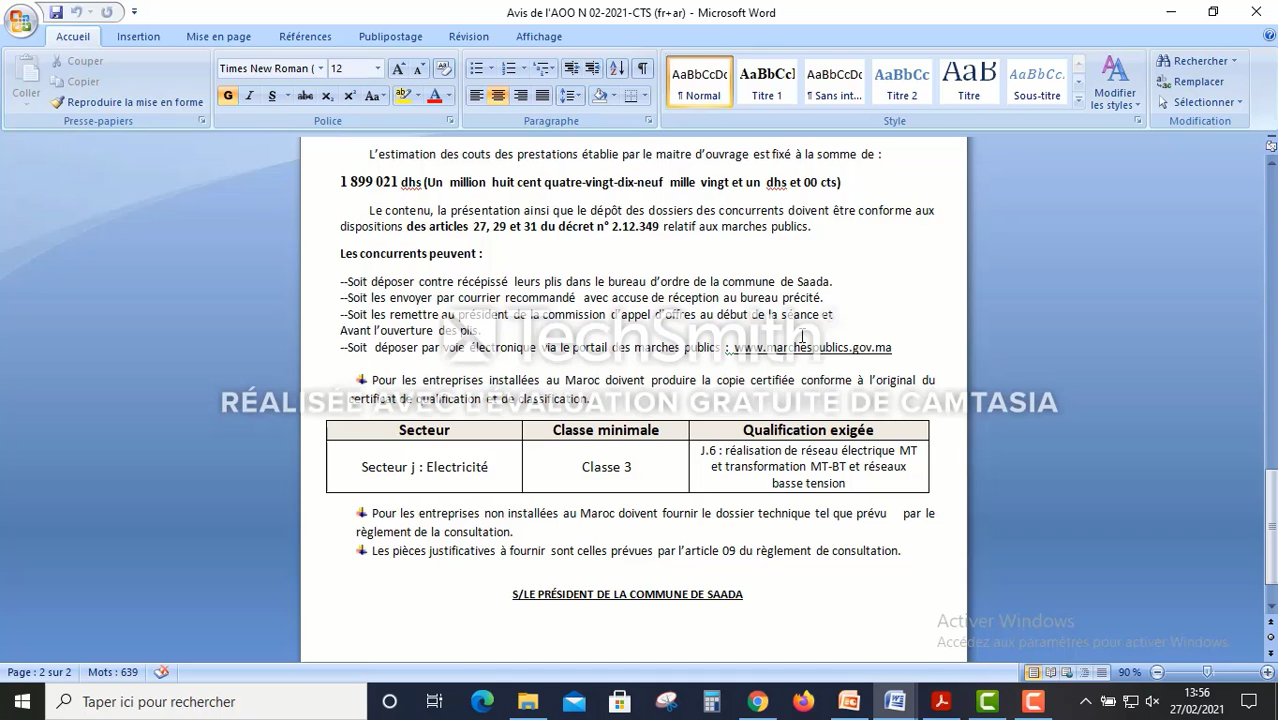 Avis de l'AOO N 02-2021-CTS (fr+ar) - Microsoft Word
Accueil Insertion Mise en page Références Publipostage Révision Affichage
Couper
Copier
Reproduire la mise en forme
Coller
Presse-papiers
Times New Roman ( 12
Police
Paragraphe
AaBbCcDc AaBbCcl AaBbCcDc AaBbCc AaB AaBbCc.
¶ Normal Titre 1 ¶ Sans int... Titre 2 Titre Sous-titre
Modifier les styles
Style
Rechercher
Remplacer
Sélectionner
Modification
L'estimation des couts des prestations établie par le maitre d'ouvrage est fixé à la somme de :
1 899 021 dhs (Un million huit cent quatre-vingt-dix-neuf mille vingt et un dhs et 00 cts)
Le contenu, la présentation ainsi que le dépôt des dossiers des concurrents doivent être conforme aux
dispositions des articles 27, 29 et 31 du décret n° 2.12.349 relatif aux marches publics.
Les concurrents peuvent :
--Soit déposer contre récépissé leurs plis dans le bureau d'ordre de la commune de Saada.
--Soit les envoyer par courrier recommandé avec accuse de réception au bureau précité.
--Soit les remettre au président de la commission d'appel d'offres au début de la séance et
Avant l'ouverture des plis.
--Soit déposer par voie électronique via le portail des marches publics : www.marchespublics.gov.ma
TechSmith
RÉALISÉE AVEC L'ÉVALUATION GRATUITE DE CAMTASIA
Pour les entreprises installées au Maroc doivent produire la copie certifiée conforme à l'original du
certificat de qualification et de classification.
Secteur Classe minimale Qualification exigée
Secteur j : Electricité Classe 3 J.6 : réalisation de réseau électrique MT
et transformation MT-BT et réseaux
basse tension
Pour les entreprises non installées au Maroc doivent fournir le dossier technique tel que prévu par le
règlement de la consultation.
Les pièces justificatives à fournir sont celles prévues par l'article 09 du règlement de consultation.
S/LE PRÉSIDENT DE LA COMMUNE DE SAADA
Activer Windows
Accédez aux paramètres pour activer Windows.
Page : 2 sur 2 Mots : 639 90 %
Taper ici pour rechercher
13:56
27/02/2021